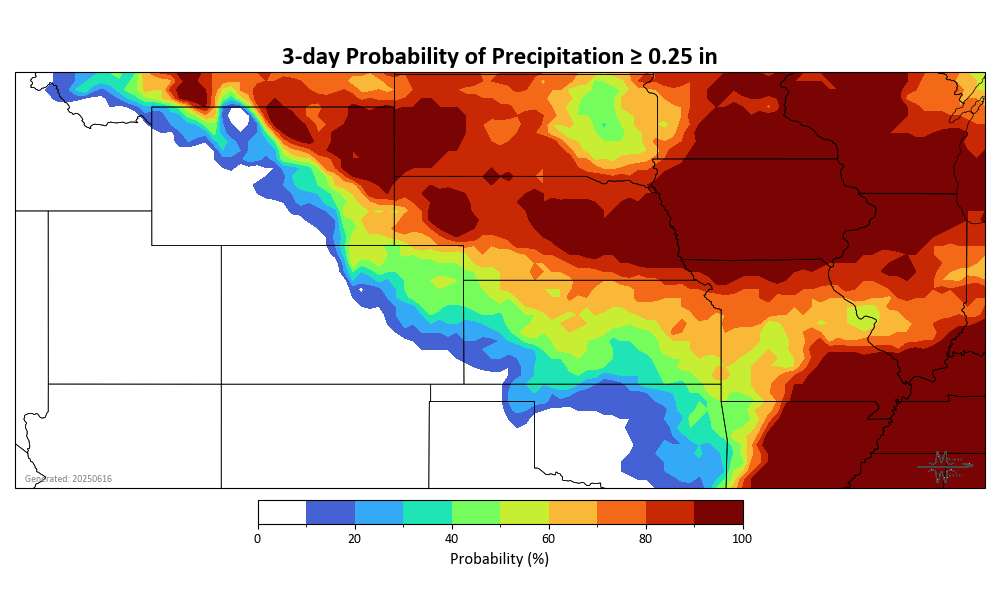 3-day Probability of Precipitation ≥ 0.25 in
Generated: 20250616
0 20 40 60 80 100
Probability (%)